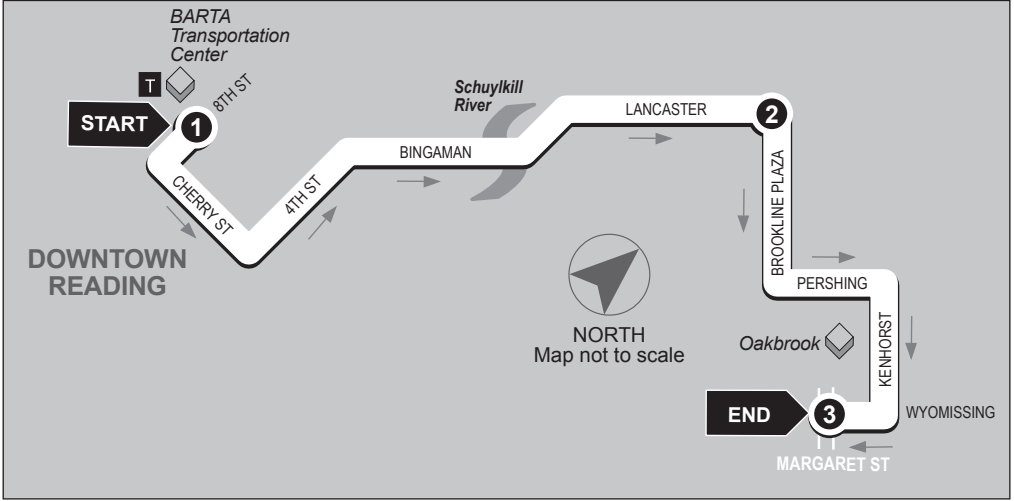 BARTA
Transportation
Center
T
8TH ST
START
1
CHERRY ST
4TH ST
DOWNTOWN
READING
BINGAMAN
Schuylkill
River
LANCASTER
2
BROOKLINE PLAZA
PERSHING
NORTH
Map not to scale
Oakbrook
KENHORST
END
3
WYOMISSING
MARGARET ST